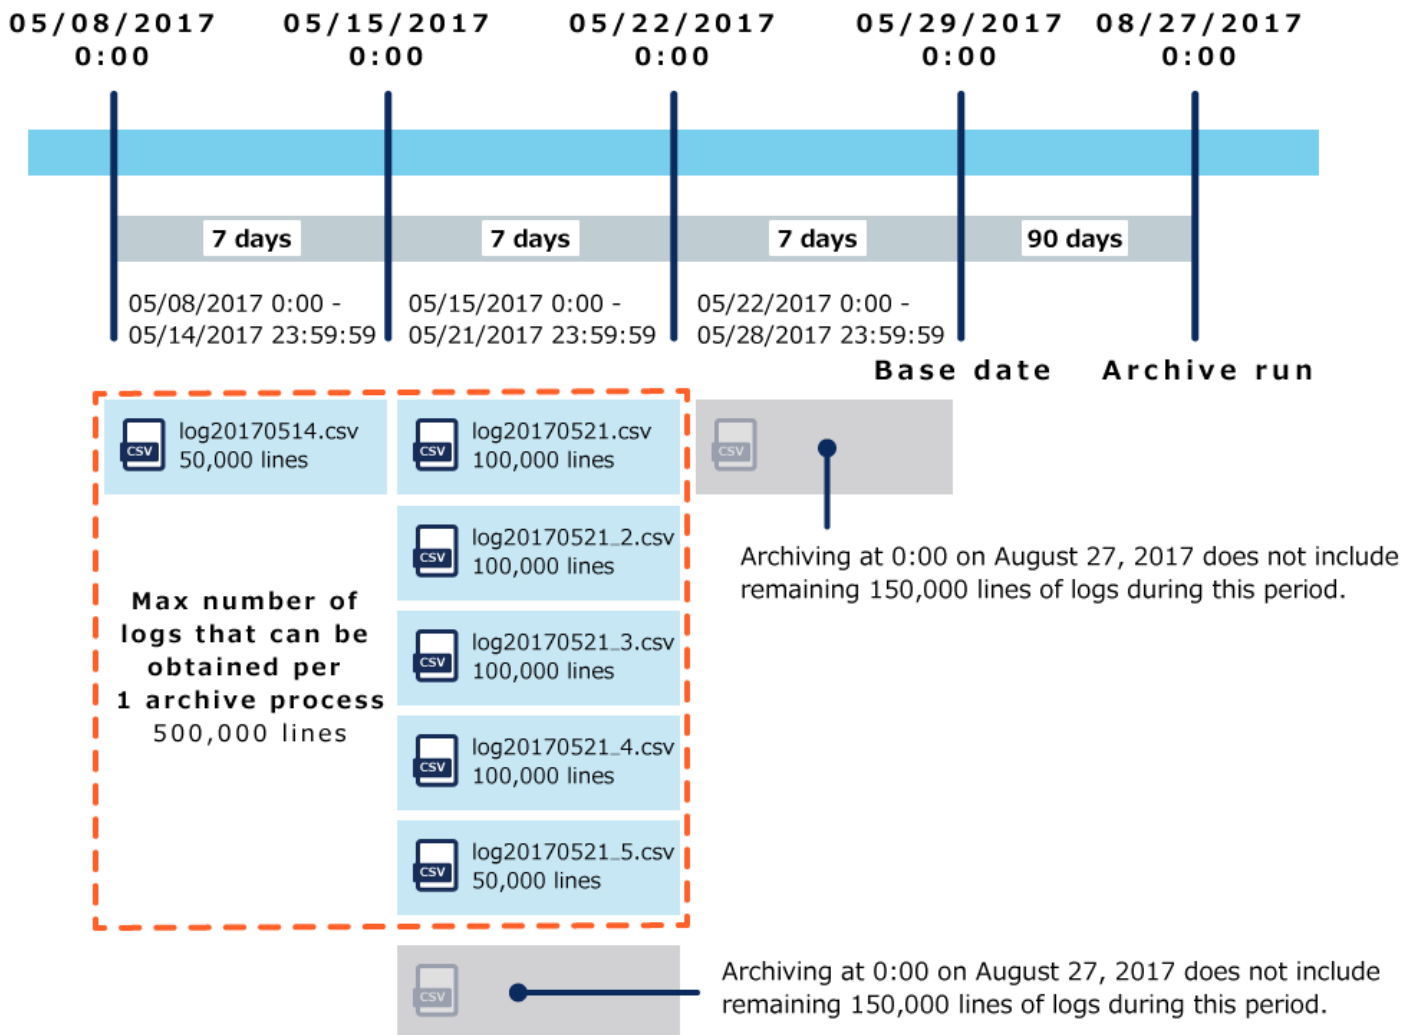 05/08/2017 05/15/2017 05/22/2017 05/29/2017 08/27/2017
0:00 0:00 0:00 0:00 0:00
7 days 7 days 7 days 90 days
05/08/2017 0:00 -
05/14/2017 23:59:59
05/15/2017 0:00 -
05/21/2017 23:59:59
05/22/2017 0:00 -
05/28/2017 23:59:59
Base date Archive run
CSV
log20170514.csv
50,000 lines
CSV
log20170521.csv
100,000 lines
CSV
Archiving at 0:00 on August 27, 2017 does not include
remaining 150,000 lines of logs during this period.
CSV
log20170521_2.csv
100,000 lines
Max number of
logs that can be
obtained per
1 archive process
500,000 lines
CSV
log20170521_3.csv
100,000 lines
CSV
log20170521_4.csv
100,000 lines
CSV
log20170521_5.csv
50,000 lines
CSV
Archiving at 0:00 on August 27, 2017 does not include
remaining 150,000 lines of logs during this period.